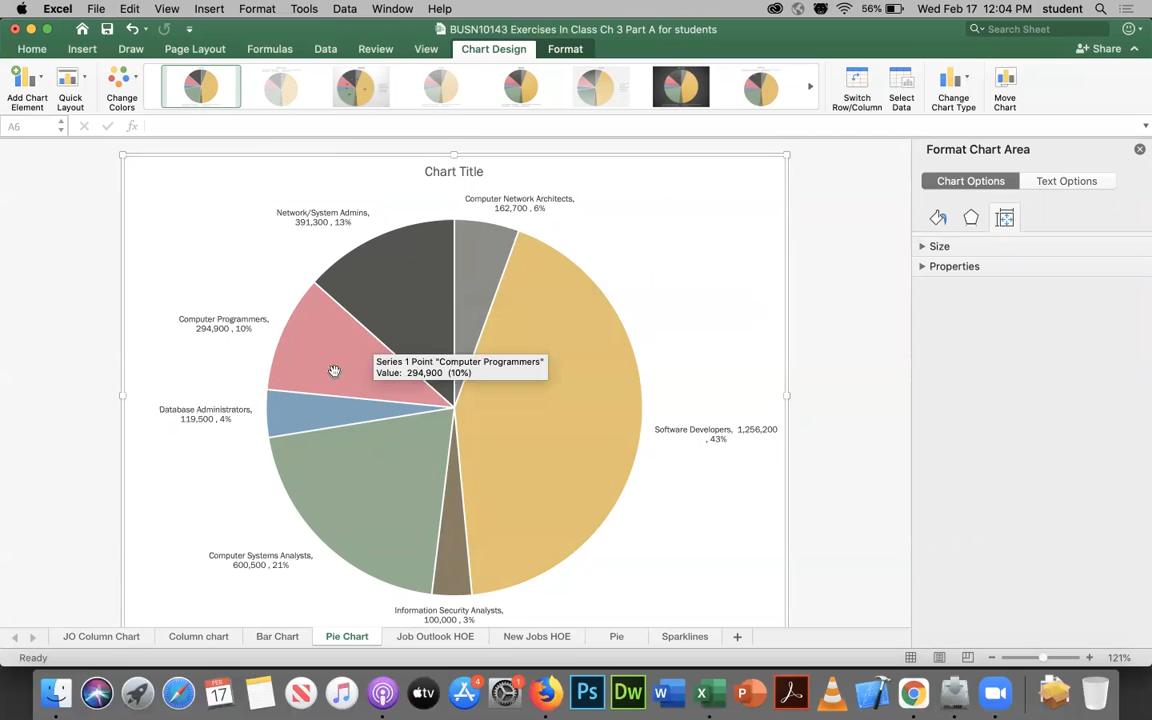 Excel File Edit View Insert Format Tools Data Window Help 56% Wed Feb 17 12:04 PM student
BUSN10143 Exercises In Class Ch 3 Part A for students
Search Sheet
Home Insert Draw Page Layout Formulas Data Review View Chart Design Format Share
Add Chart Element
Quick Layout
Change Colors
Switch Row/Column
Select Data
Change Chart Type
Move Chart
A6 fx
Format Chart Area
Chart Options Text Options
Size
Properties
Chart Title
Computer Network Architects,
162,700 , 6%
Network/System Admins,
391,300 , 13%
Computer Programmers,
294,900 , 10%
Series 1 Point "Computer Programmers"
Value: 294,900 (10%)
Database Administrators,
119,500 , 4%
Software Developers, 1,256,200
, 43%
Computer Systems Analysts,
600,500 , 21%
Information Security Analysts,
100,000 , 3%
JO Column Chart Column chart Bar Chart Pie Chart Job Outlook HOE New Jobs HOE Pie Sparklines
Ready 121%
FEB
17
tv
4
1
Ps Dw W X P